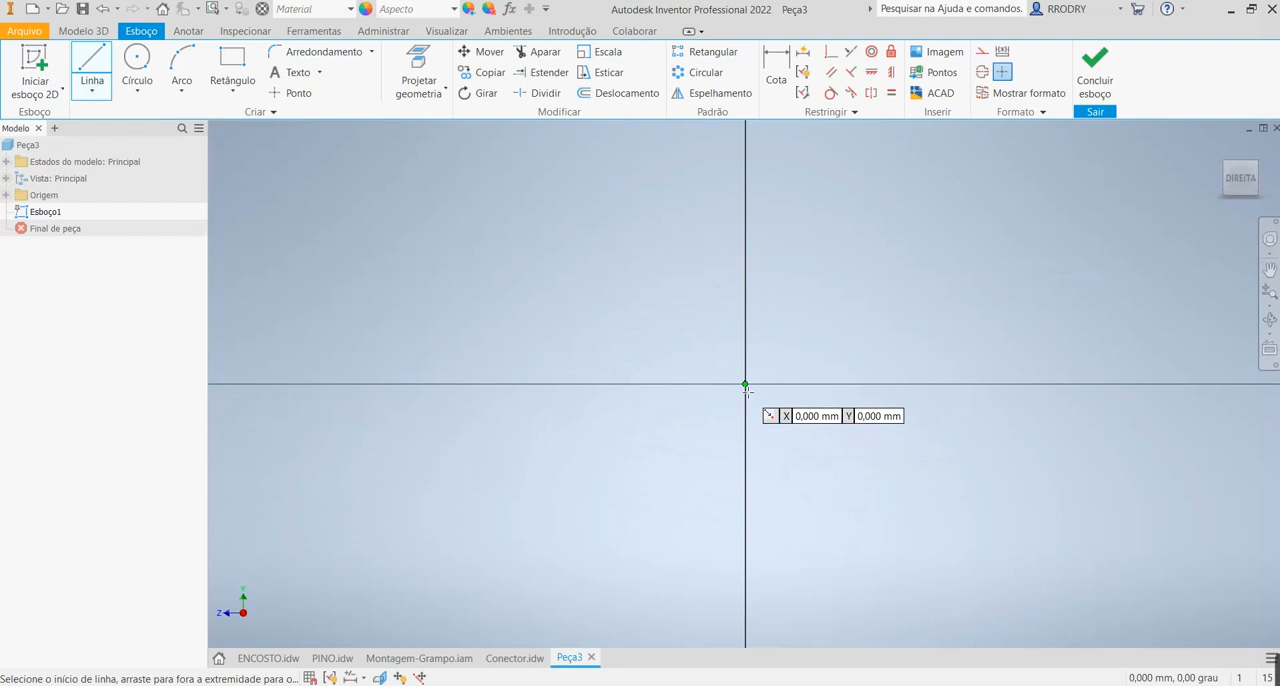 Material
Aspecto
Autodesk Inventor Professional 2022 Peça3
Pesquisar na Ajuda e comandos.
RRODRY
Arquivo
Modelo 3D
Esboço
Anotar
Inspecionar
Ferramentas
Administrar
Visualizar
Ambientes
Introdução
Colaborar
Iniciar
esboço 2D
Esboço
Linha
Círculo
Arco
Retângulo
Arredondamento
Texto
Ponto
Criar
Projetar
geometria
Mover
Copiar
Girar
Aparar
Estender
Dividir
Escala
Esticar
Deslocamento
Modificar
Retangular
Circular
Espelhamento
Padrão
Cota
Restringir
Imagem
Pontos
ACAD
Inserir
Mostrar formato
Formato
Concluir
esboço
Sair
Modelo
Peça3
Estados do modelo: Principal
Vista: Principal
Origem
Esboço1
Final de peça
DIREITA
X 0,000 mm Y 0,000 mm
Y
Z
ENCOSTO.idw
PINO.idw
Montagem-Grampo.iam
Conector.idw
Peça3
Selecione o início de linha, arraste para fora a extremidade para o...
0,000 mm, 0,00 grau 1 15